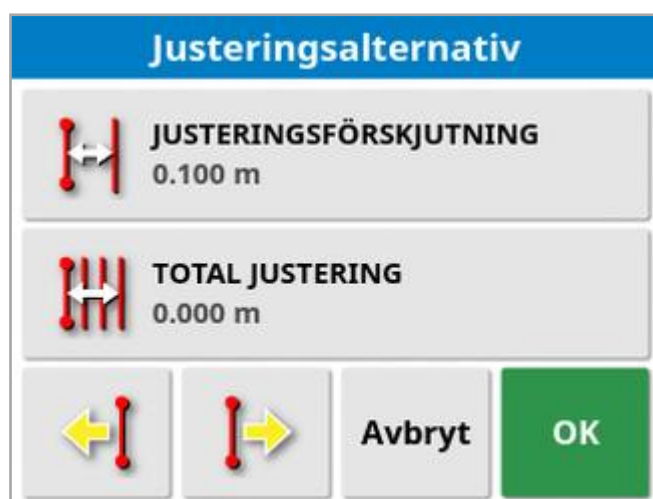 Justeringsalternativ
JUSTERINGSFÖRSKJUTNING
0.100 m
TOTAL JUSTERING
0.000 m
Avbryt
OK